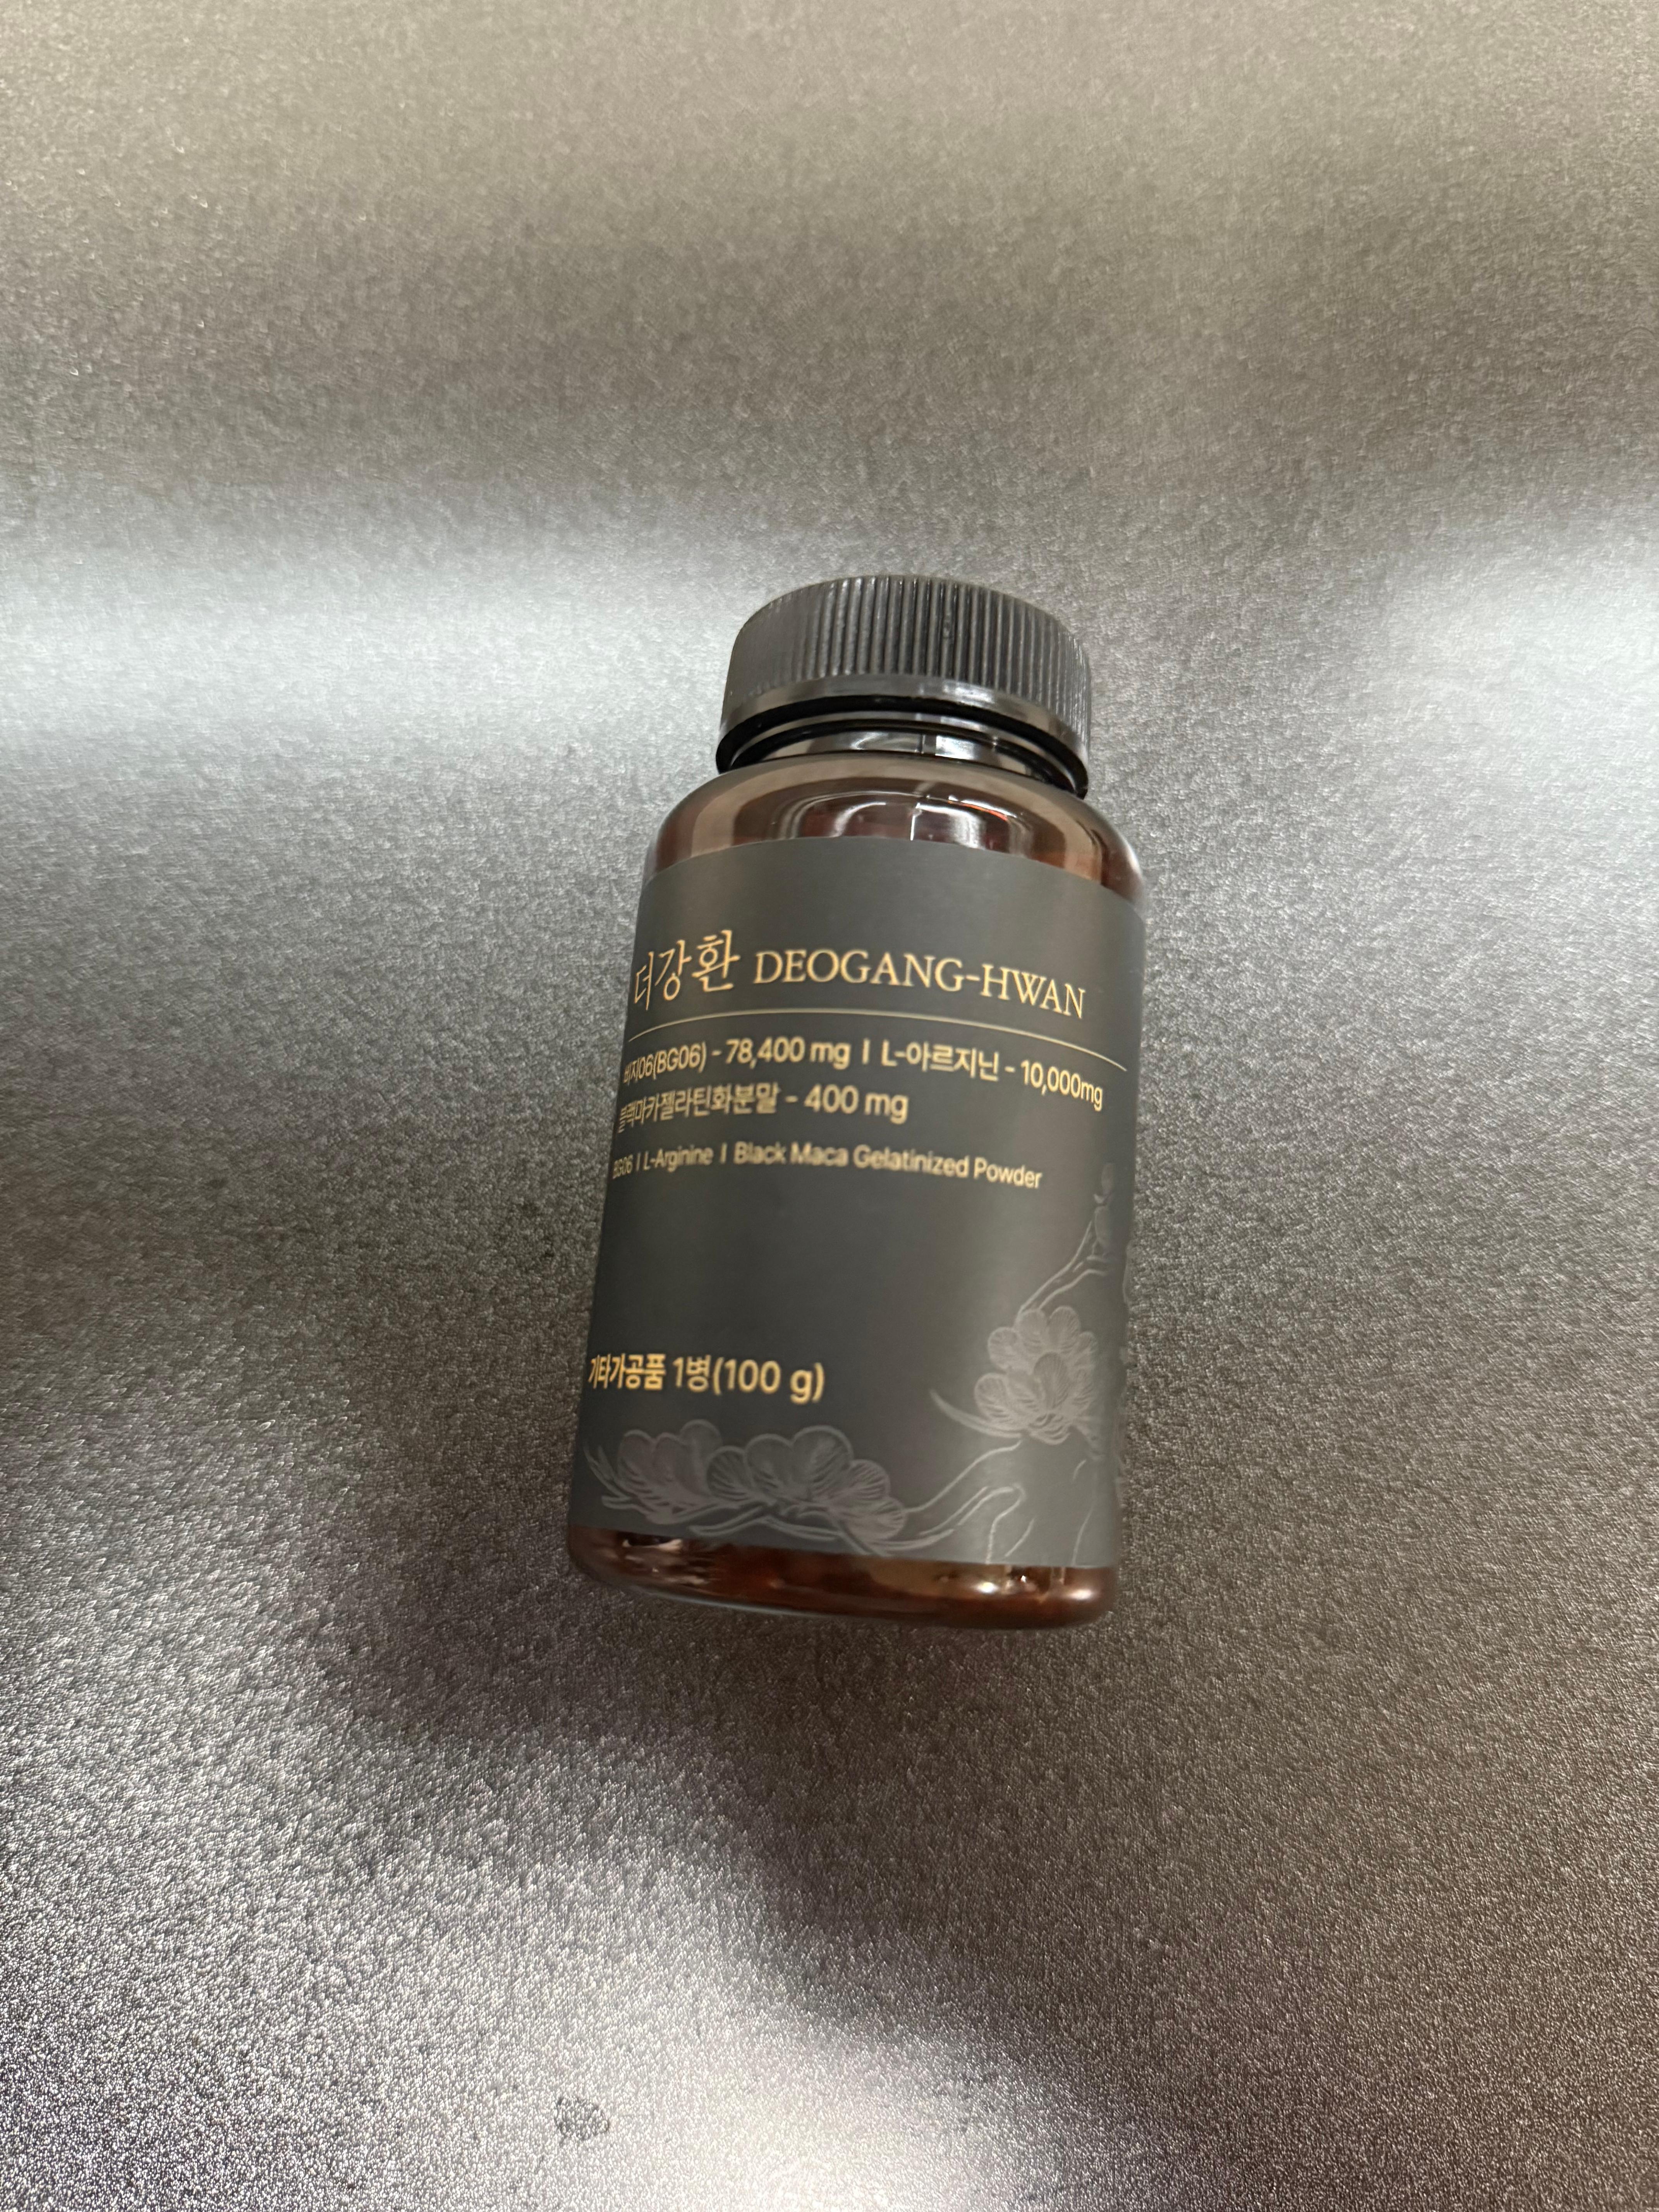 더강환 DEOGANG-HWAN
비지06(BG06) - 78,400 mg I L-아르지닌 - 10,000mg
블랙마카젤라틴화분말 - 400 mg
BG06 I L-Arginine I Black Maca Gelatinized Powder
기타가공품 1병(100 g)